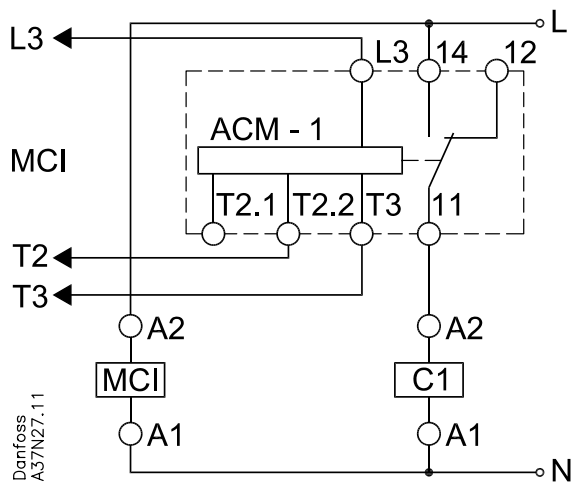 L
L3
L3
14
12
ACM - 1
MCI
T2.1
T2.2
T3
11
T2
T3
A2
A2
MCI
C1
A1
A1
N
Danfoss
A37N27.11